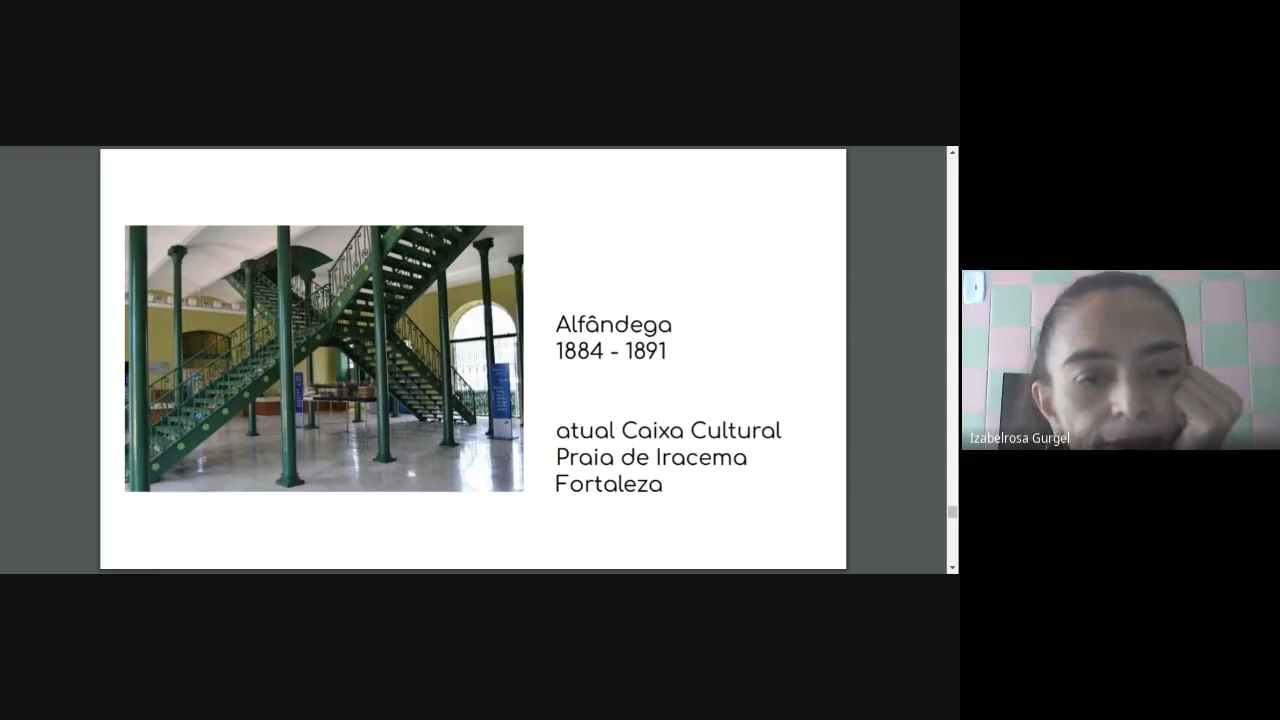 Alfândega
1884 - 1891
atual Caixa Cultural
Praia de Iracema
Fortaleza
Izabelrosa Gurgel